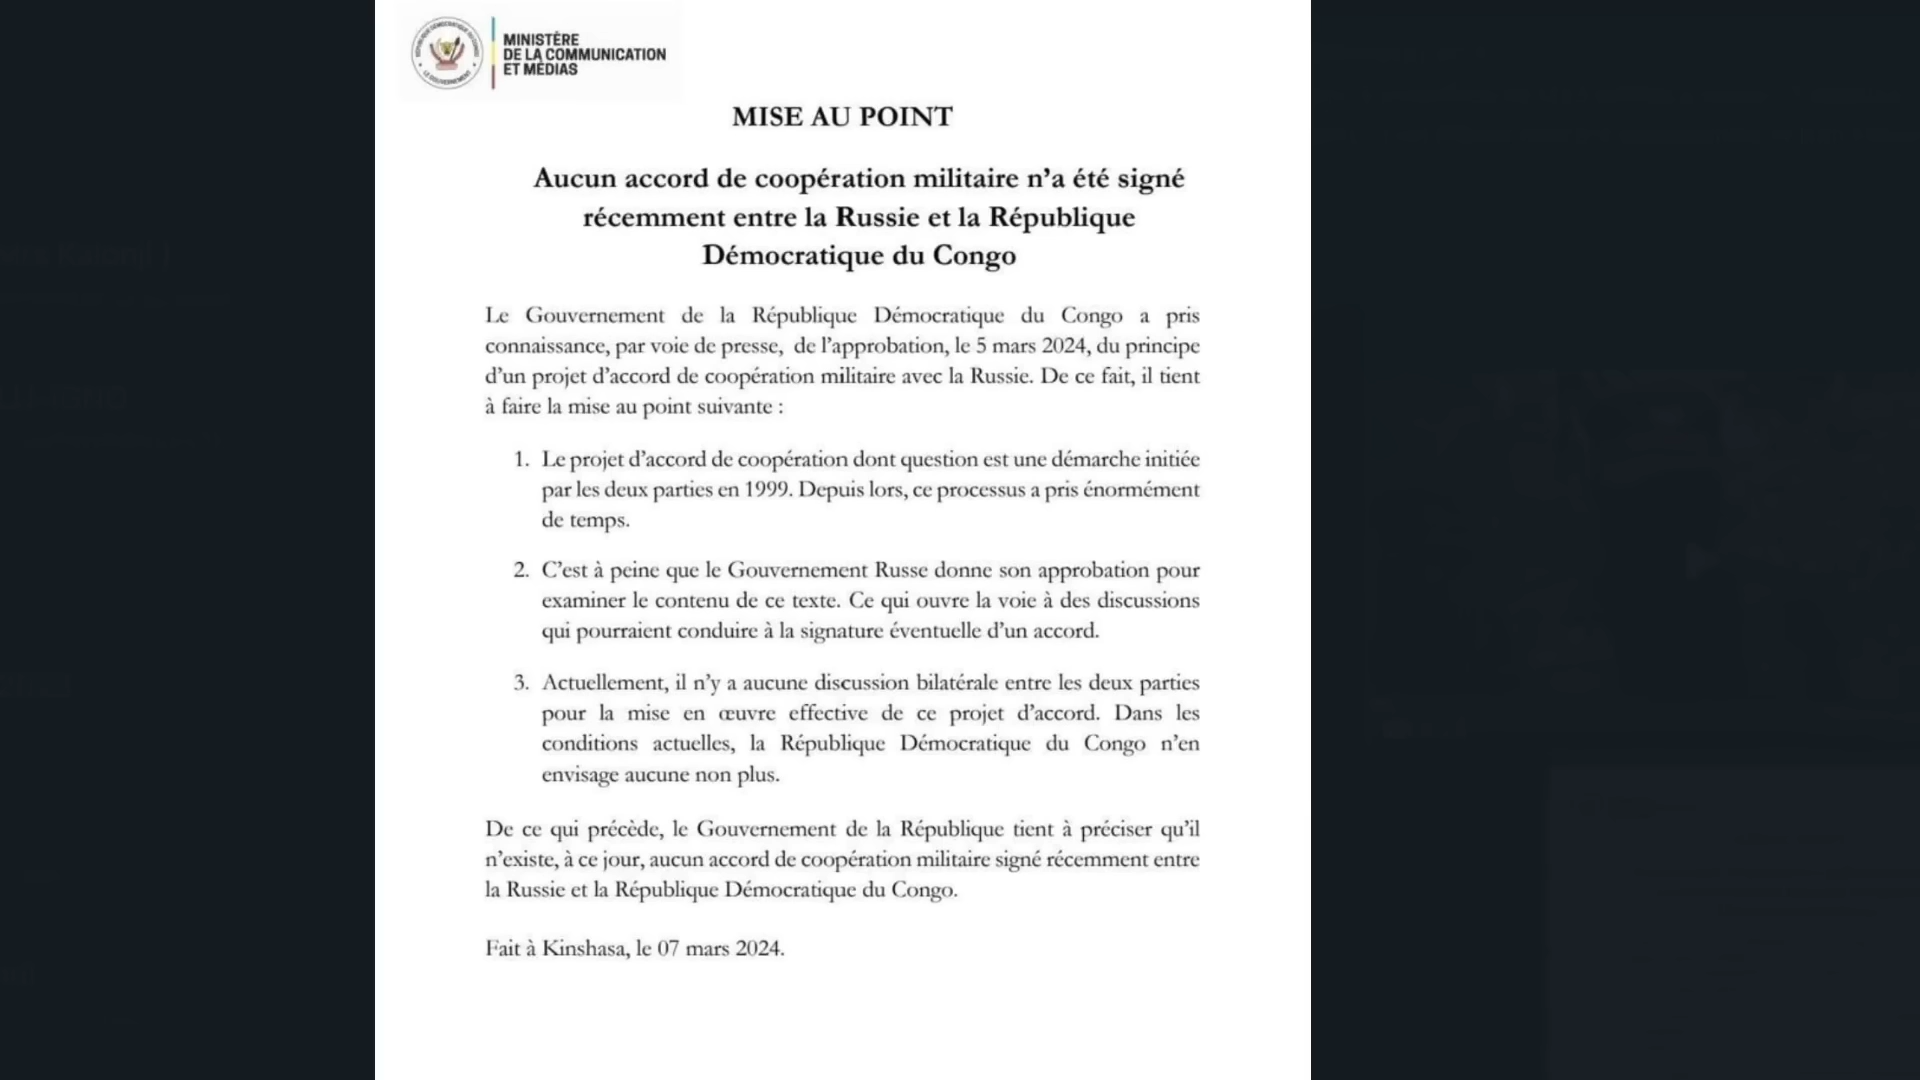 MINISTÈRE
DE LA COMMUNICATION
ET MÉDIAS
MISE AU POINT
Aucun accord de coopération militaire n'a été signé
récemment entre la Russie et la République
Démocratique du Congo
Le Gouvernement de la République Démocratique du Congo a pris
connaissance, par voie de presse, de l'approbation, le 5 mars 2024, du principe
d'un projet d'accord de coopération militaire avec la Russie. De ce fait, il tient
à faire la mise au point suivante :
1. Le projet d'accord de coopération dont question est une démarche initiée
par les deux parties en 1999. Depuis lors, ce processus a pris énormément
de temps.
2. C'est à peine que le Gouvernement Russe donne son approbation pour
examiner le contenu de ce texte. Ce qui ouvre la voie à des discussions
qui pourraient conduire à la signature éventuelle d'un accord.
3. Actuellement, il n'y a aucune discussion bilatérale entre les deux parties
pour la mise en œuvre effective de ce projet d'accord. Dans les
conditions actuelles, la République Démocratique du Congo n'en
envisage aucune non plus.
De ce qui précède, le Gouvernement de la République tient à préciser qu'il
n'existe, à ce jour, aucun accord de coopération militaire signé récemment entre
la Russie et la République Démocratique du Congo.
Fait à Kinshasa, le 07 mars 2024.